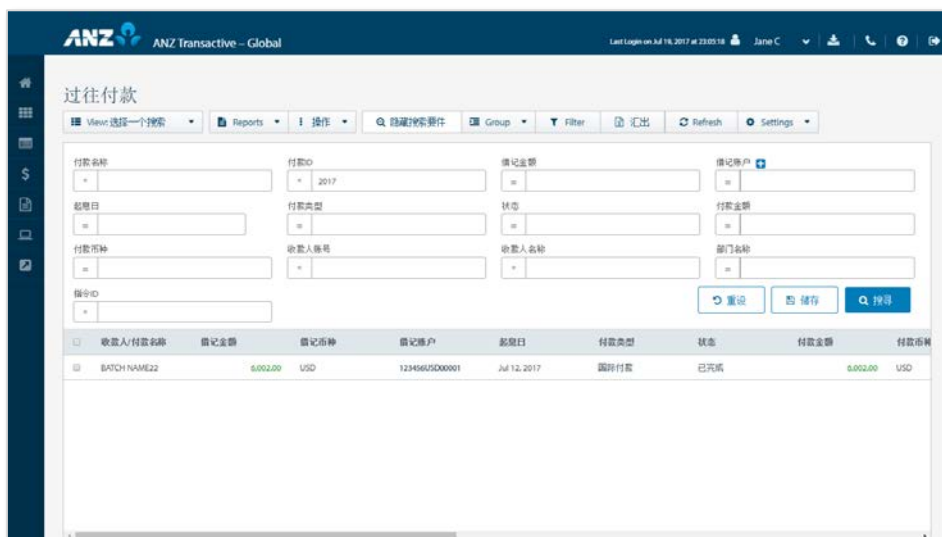 ANZ ANZ Transactive – Global Last Login on Jul 19, 2017 at 23:05:18 Jane C
过往付款
View: 选择一个搜索 Reports 操作 隐藏搜索要件 Group Filter 汇出 Refresh Settings
付款名称 付款ID 借记金额 借记账户
* * 2017 = =
起息日 付款类型 状态 付款金额
= = = =
付款币种 收款人账号 收款人名称 部门名称
= * * =
指令ID
*
重设 储存 搜寻
收款人/付款名称 借记金额 借记币种 借记账户 起息日 付款类型 状态 付款金额 付款币种
BATCH NAME22 6,002.00 USD 123456USD00001 Jul 12, 2017 国际付款 已完成 6,002.00 USD